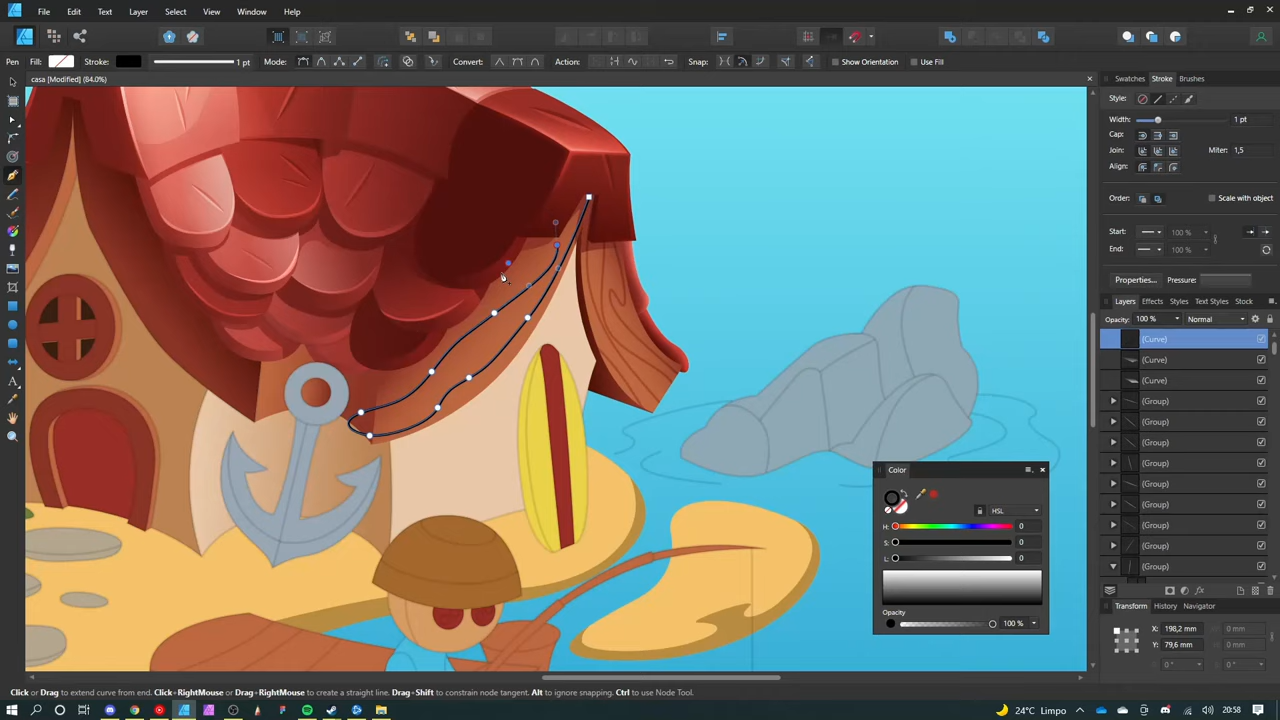 File Edit Text Layer Select View Window Help
Pen Fill: Stroke: 1 pt Mode: Convert: Action: Snap: Show Orientation Use Fill
casa [Modified] (84.0%)
Swatches Stroke Brushes
Style:
Width: 1 pt
Cap:
Join: Miter: 1,5
Align:
Order: Scale with object
Start: 100 %
End: 100 %
Properties... Pressure:
Layers Effects Styles Text Styles Stock
Opacity: 100 % Normal
(Curve)
(Curve)
(Curve)
(Group)
(Group)
(Group)
(Group)
(Group)
(Group)
(Group)
(Group)
(Group)
Color
HSL
H: 0
S: 0
L: 0
Opacity
100 %
Transform History Navigator
X: 198,2 mm 0 mm
Y: 79,6 mm 0 mm
0 ° 0 °
Click or Drag to extend curve from end. Click+RightMouse or Drag+RightMouse to create a straight line. Drag+Shift to constrain node tangent. Alt to ignore snapping. Ctrl to use Node Tool.
24°C Limpo 20:58